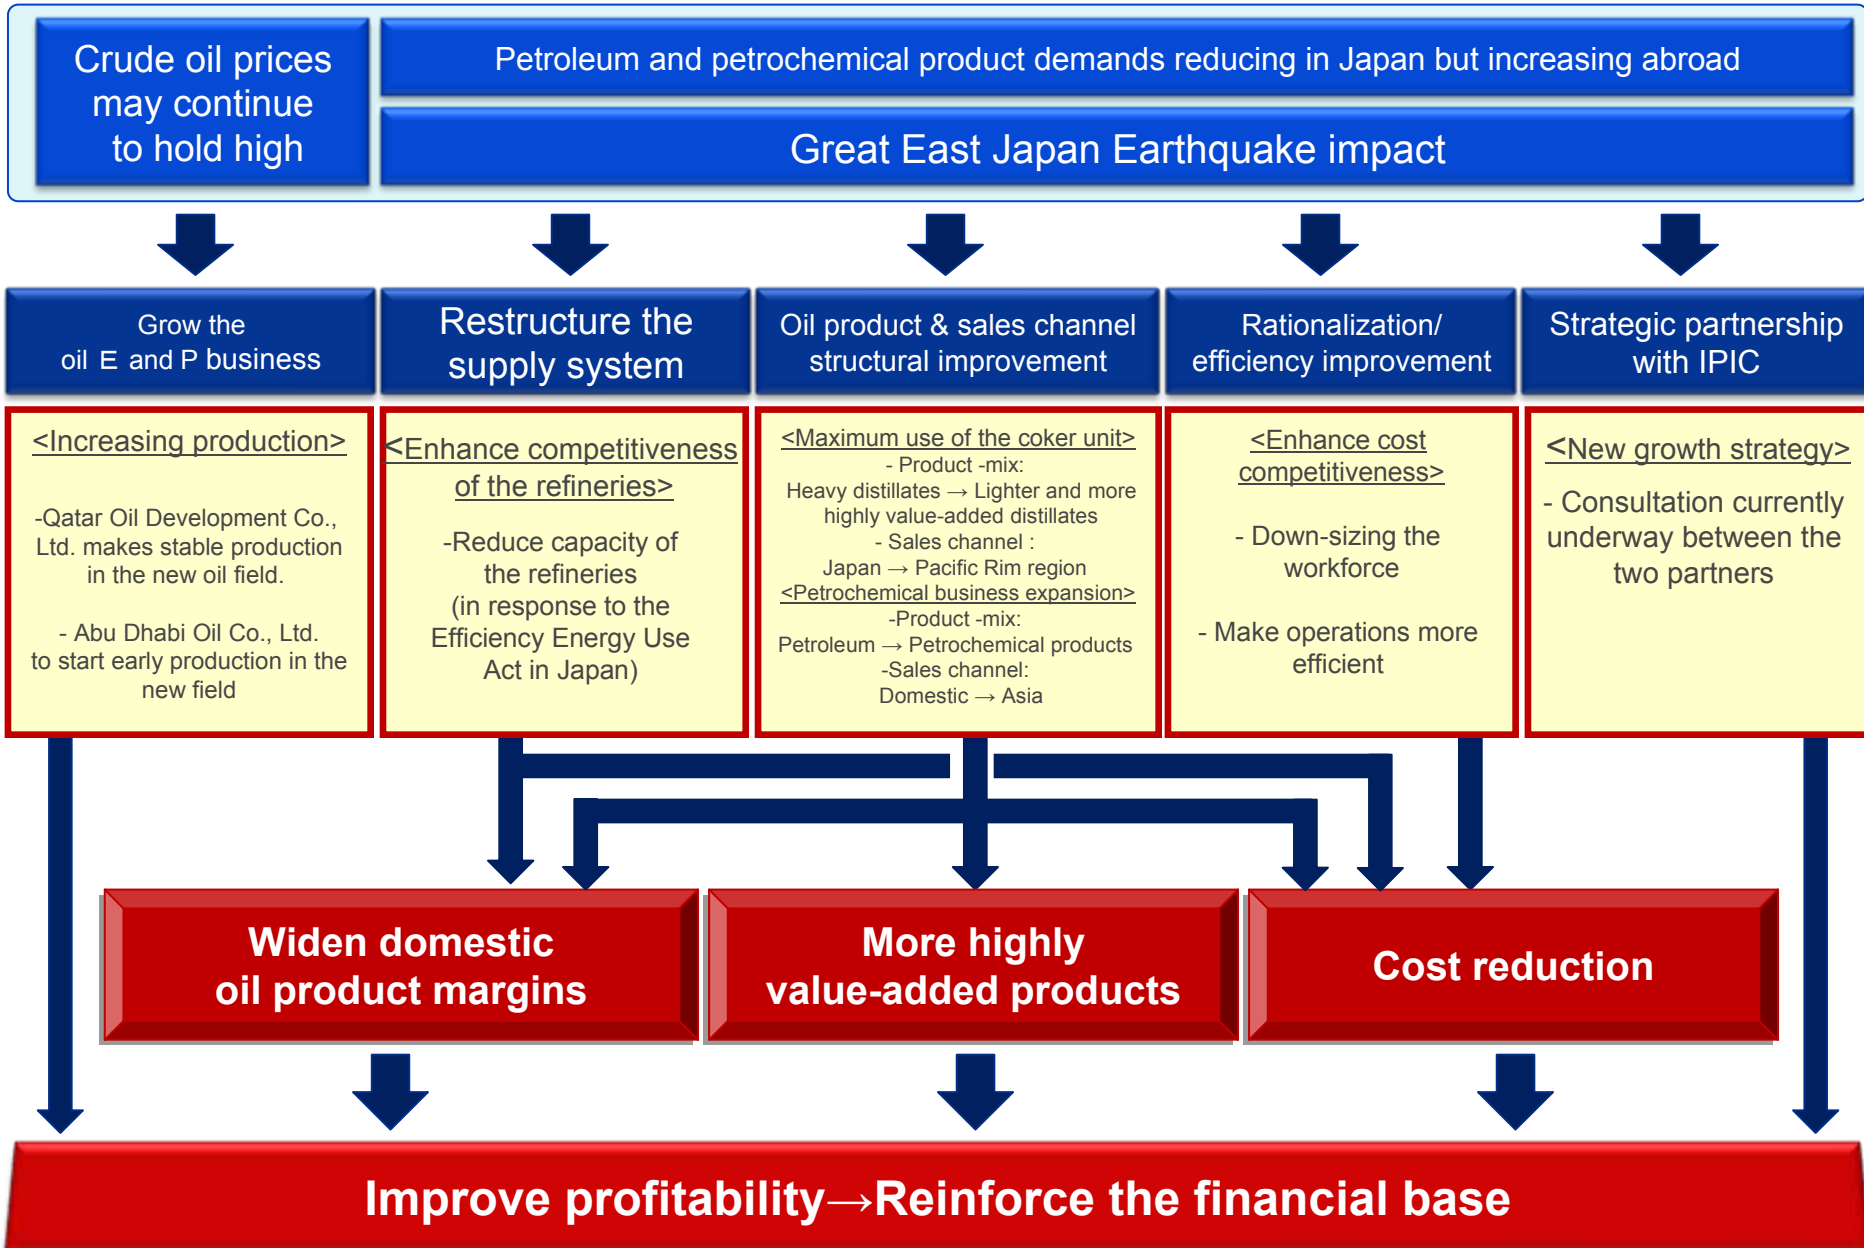 Crude oil prices
may continue
to hold high
Petroleum and petrochemical product demands reducing in Japan but increasing abroad
Great East Japan Earthquake impact
Grow the
oil E and P business
Restructure the
supply system
Oil product & sales channel
structural improvement
Rationalization/
efficiency improvement
Strategic partnership
with IPIC
<Increasing production>
-Qatar Oil Development Co.,
Ltd. makes stable production
in the new oil field.
- Abu Dhabi Oil Co., Ltd.
to start early production in the
new field
<Enhance competitiveness
of the refineries>
-Reduce capacity of
the refineries
(in response to the
Efficiency Energy Use
Act in Japan)
<Maximum use of the coker unit>
- Product -mix:
Heavy distillates → Lighter and more
highly value-added distillates
- Sales channel :
Japan → Pacific Rim region
<Petrochemical business expansion>
-Product -mix:
Petroleum → Petrochemical products
-Sales channel:
Domestic → Asia
<Enhance cost
competitiveness>
- Down-sizing the
workforce
- Make operations more
efficient
<New growth strategy>
- Consultation currently
underway between the
two partners
Widen domestic
oil product margins
More highly
value-added products
Cost reduction
Improve profitability→Reinforce the financial base